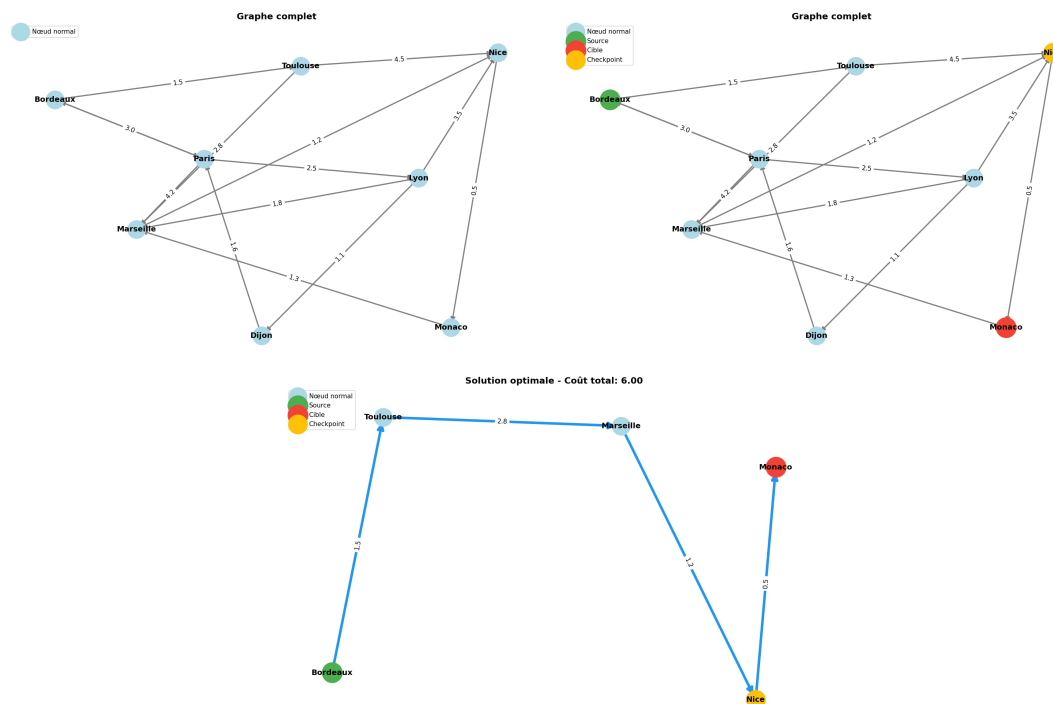 Graphe complet
Nœud normal
Nice
Toulouse
4.5
1.5
Bordeaux
3.0
2.8
1.2
3.5
Paris
2.5
Lyon
4.2
0.5
1.8
Marseille
1.6
1.1
1.3
Monaco
Dijon
Graphe complet
Nœud normal
Source
Cible
Checkpoint
Toulouse
4.5
1.5
Bordeaux
3.0
2.8
1.2
3.5
Paris
2.5
Lyon
4.2
0.5
1.8
Marseille
1.6
1.1
1.3
Monaco
Dijon
Solution optimale - Coût total: 6.00
Nœud normal
Source
Cible
Checkpoint
Toulouse
2.8
Marseille
Monaco
1.5
1.2
0.5
Bordeaux
Nice